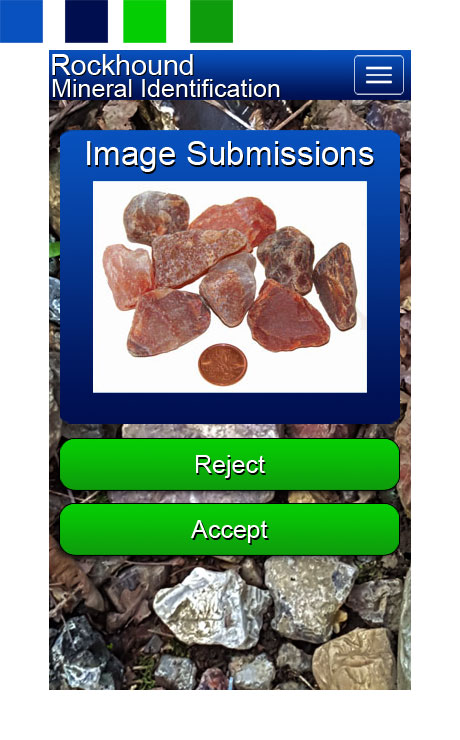 Rockhound
Mineral Identification
Image Submissions
Reject
Accept